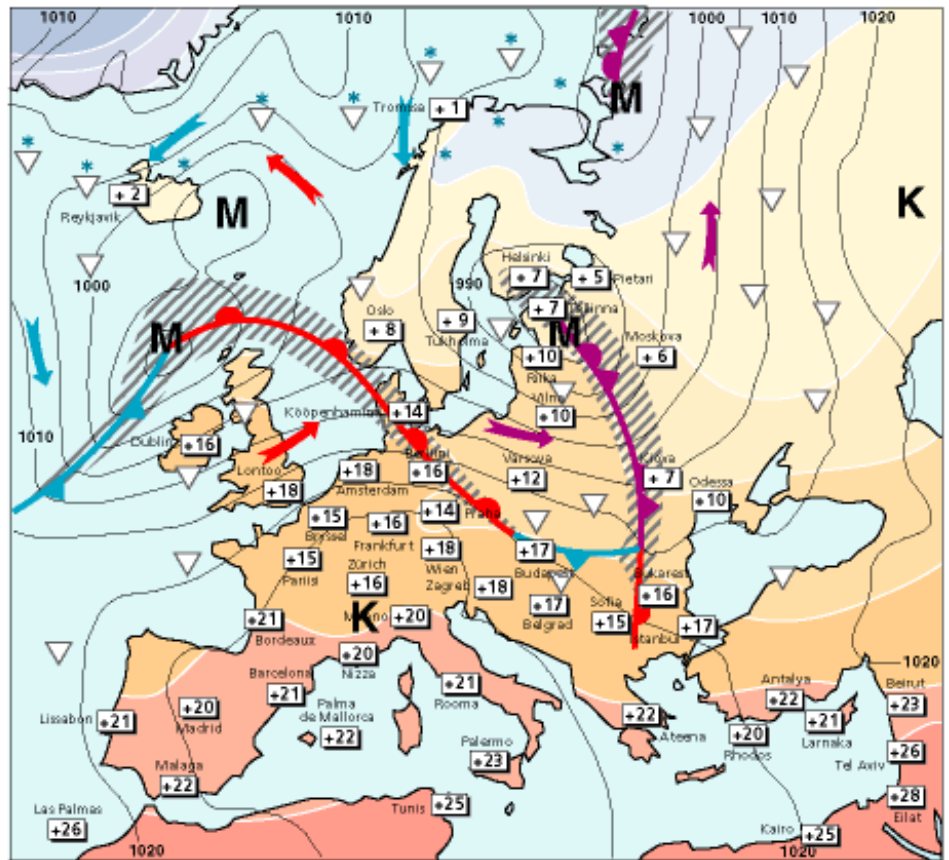 1010
1010
1000
1010
1020
M
Tromssa
+1
+2
Reykjavik
M
K
Helsinki
+7
+5
Pietari
1000
990
Oslo
+8
+9
Tukholma
+7
Tallinna
M
M
Moskova
+6
+10
Riika
Vilna
+10
Kööpenhamina
+14
1010
Dublin
+16
Berliini
+16
Varsova
+12
Kiova
+7
Lontoo
+18
+18
Amsterdam
Odessa
+10
+15
Brussel
+16
Frankfurt
+14
Praha
+15
Pariisi
Zürich
+16
+18
Wien
+17
Budapest
Zagreb
+18
Bukarest
+16
K
Milano
+20
+17
Belgrad
Sofia
+15
+17
Istanbul
+21
Bordeaux
+20
Nizza
1020
Barcelona
+21
+21
Rooma
Antalya
+22
Beirut
+23
Lissabon
+21
+20
Madrid
Palma
de Mallorca
+22
+22
Ateena
+20
Rhodos
+21
Larnaka
Palermo
+23
+26
Tel Aviv
Malaga
+22
Las Palmas
+26
Tunis
+25
+28
Eilat
Kairo
+25
1020
1020